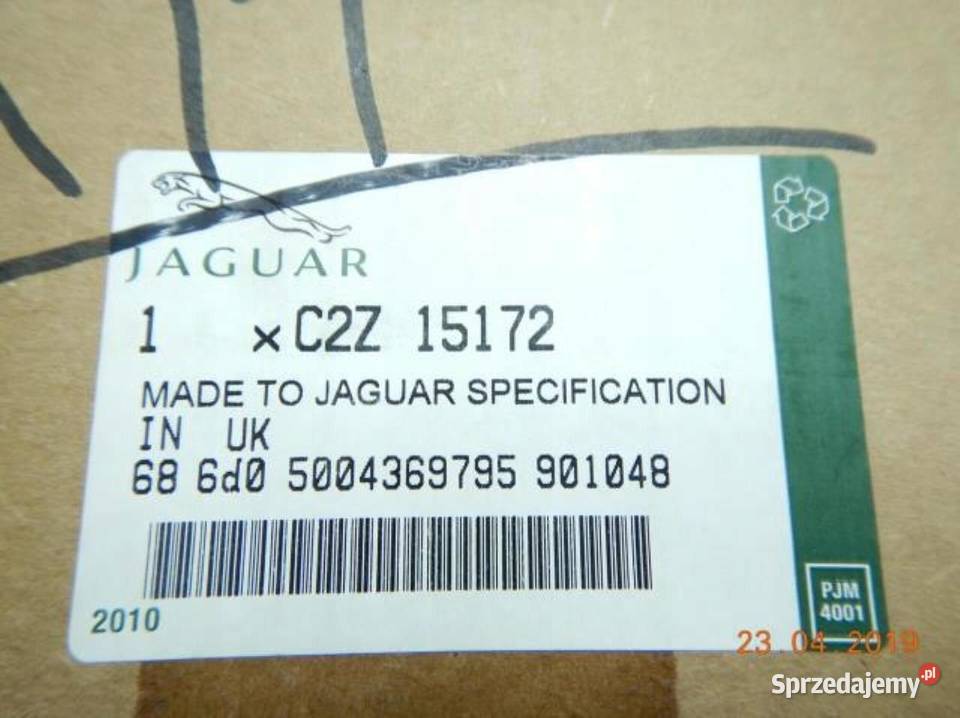 JAGUAR
1 x C2Z 15172
MADE TO JAGUAR SPECIFICATION
IN UK
68 6d0 5004369795 901048
2010
PJM
4001
23.04.2019
Sprzedajemy.pl